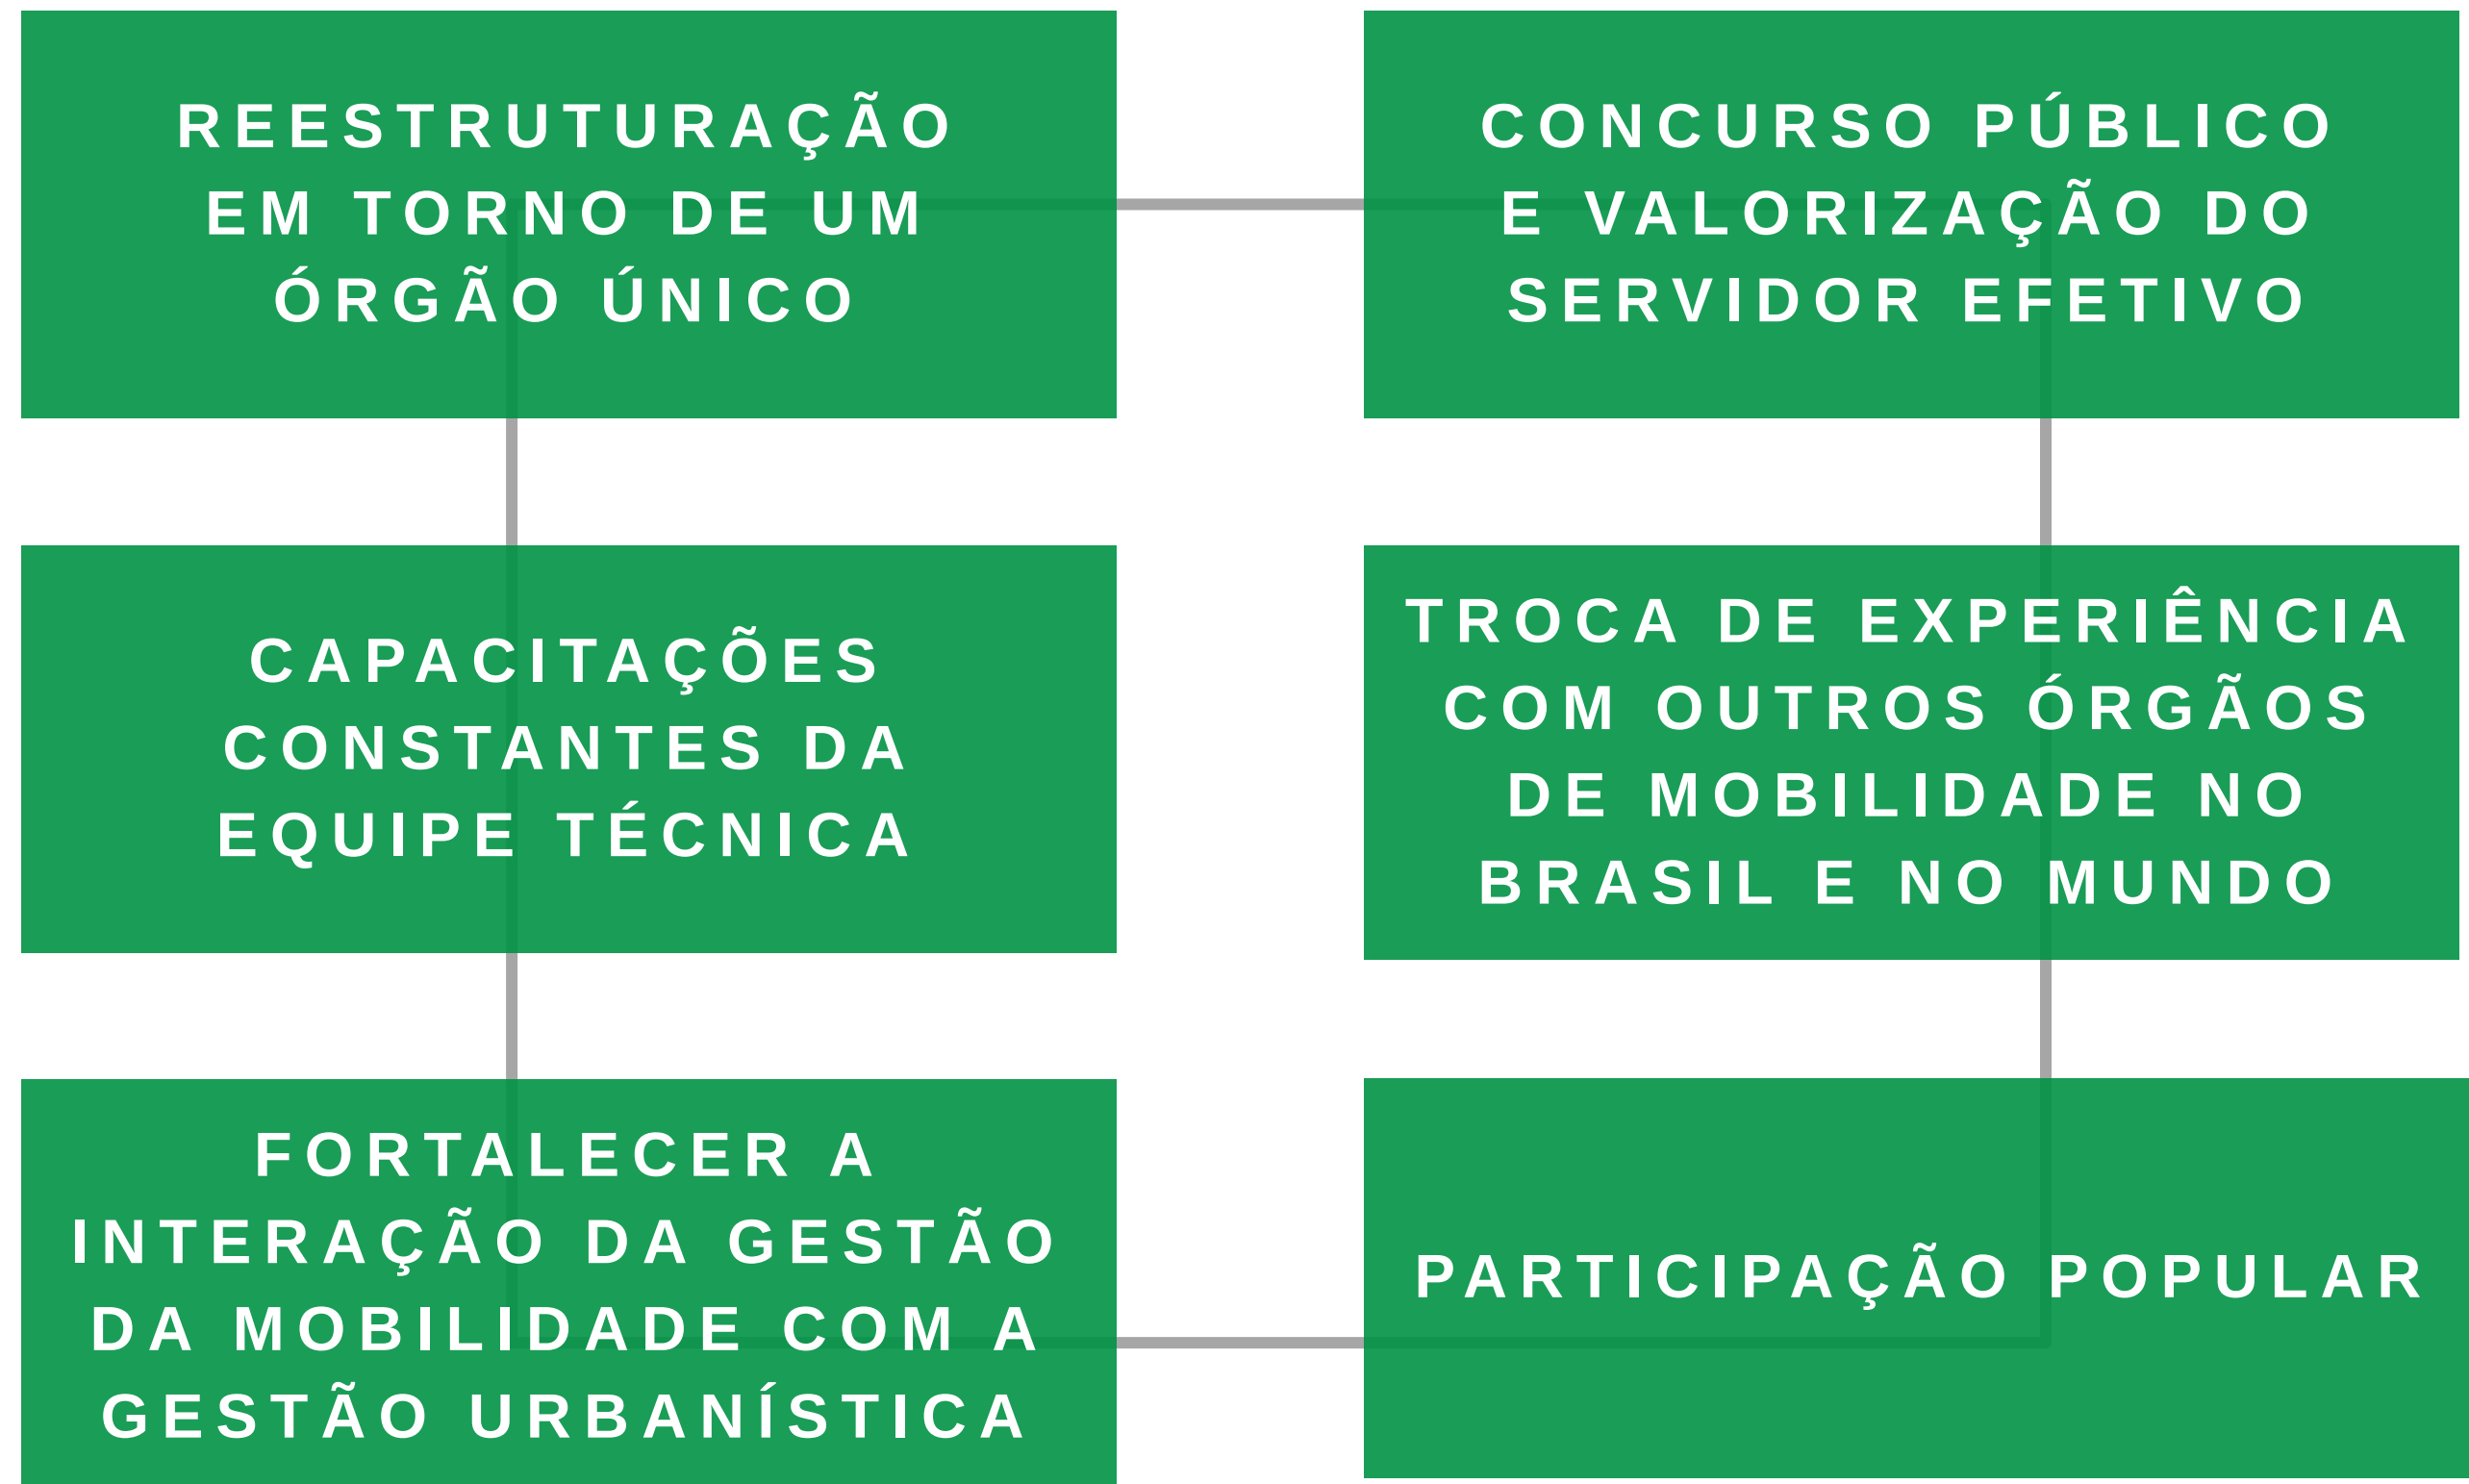 REESTRUTURAÇÃO
EM TORNO DE UM
ÓRGÃO ÚNICO
CONCURSO PÚBLICO
E VALORIZAÇÃO DO
SERVIDOR EFETIVO
CAPACITAÇÕES
CONSTANTES DA
EQUIPE TÉCNICA
TROCA DE EXPERIÊNCIA
COM OUTROS ÓRGÃOS
DE MOBILIDADE NO
BRASIL E NO MUNDO
FORTALECER A
INTERAÇÃO DA GESTÃO
DA MOBILIDADE COM A
GESTÃO URBANÍSTICA
PARTICIPAÇÃO POPULAR